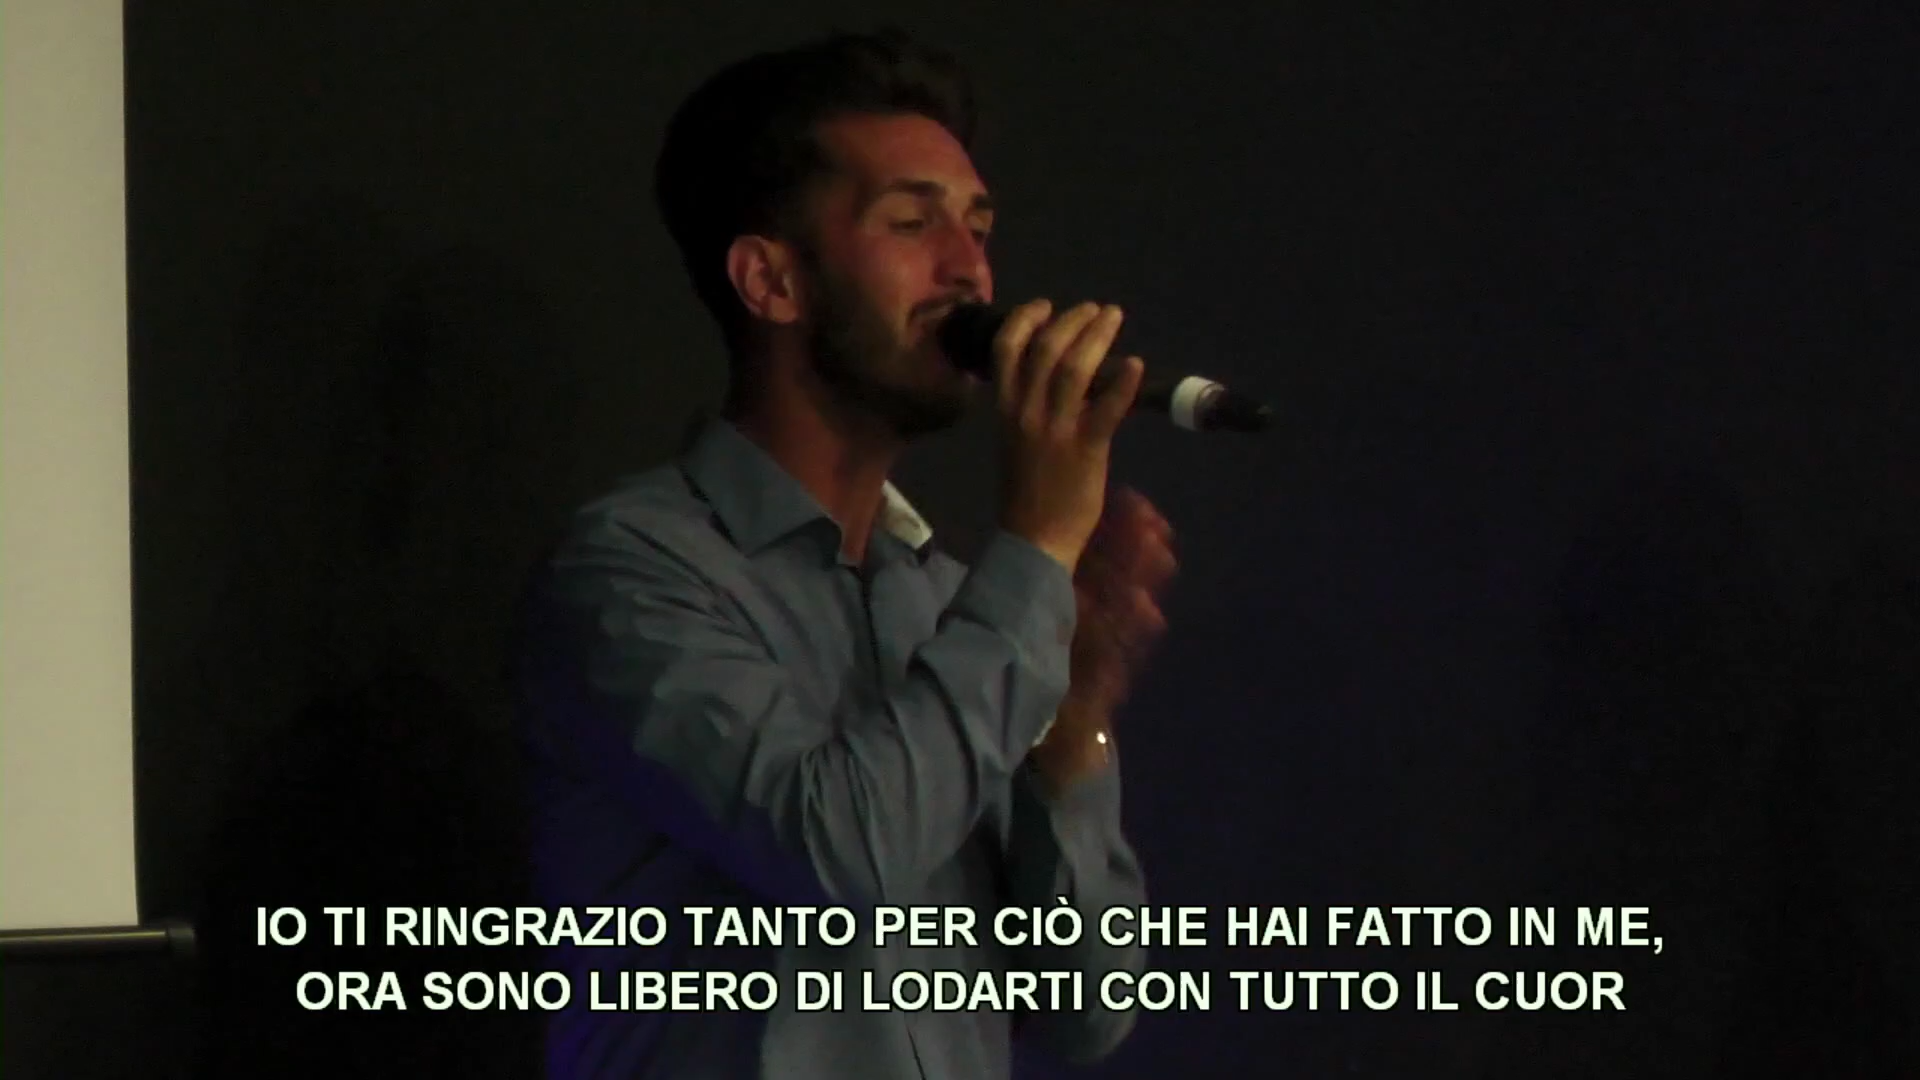 IO TI RINGRAZIO TANTO PER CIÒ CHE HAI FATTO IN ME,
ORA SONO LIBERO DI LODARTI CON TUTTO IL CUOR